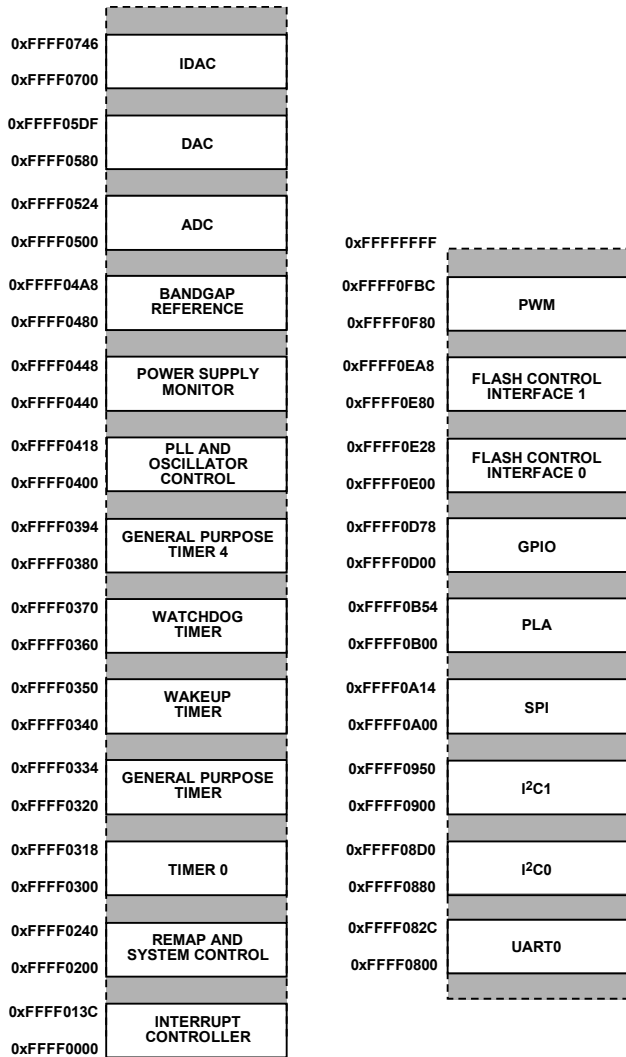 0xFFFF0746
IDAC
0xFFFF0700
0xFFFF05DF
DAC
0xFFFF0580
0xFFFF0524
ADC
0xFFFF0500
0xFFFF04A8
BANDGAP
REFERENCE
0xFFFF0480
0xFFFF0448
POWER SUPPLY
MONITOR
0xFFFF0440
0xFFFF0418
PLL AND
OSCILLATOR
CONTROL
0xFFFF0400
0xFFFF0394
GENERAL PURPOSE
TIMER 4
0xFFFF0380
0xFFFF0370
WATCHDOG
TIMER
0xFFFF0360
0xFFFF0350
WAKEUP
TIMER
0xFFFF0340
0xFFFF0334
GENERAL PURPOSE
TIMER
0xFFFF0320
0xFFFF0318
TIMER 0
0xFFFF0300
0xFFFF0240
REMAP AND
SYSTEM CONTROL
0xFFFF0200
0xFFFF013C
INTERRUPT
CONTROLLER
0xFFFF0000
0xFFFFFFFF
0xFFFF0FBC
PWM
0xFFFF0F80
0xFFFF0EA8
FLASH CONTROL
INTERFACE 1
0xFFFF0E80
0xFFFF0E28
FLASH CONTROL
INTERFACE 0
0xFFFF0E00
0xFFFF0D78
GPIO
0xFFFF0D00
0xFFFF0B54
PLA
0xFFFF0B00
0xFFFF0A14
SPI
0xFFFF0A00
0xFFFF0950
I²C1
0xFFFF0900
0xFFFF08D0
I²C0
0xFFFF0880
0xFFFF082C
UART0
0xFFFF0800